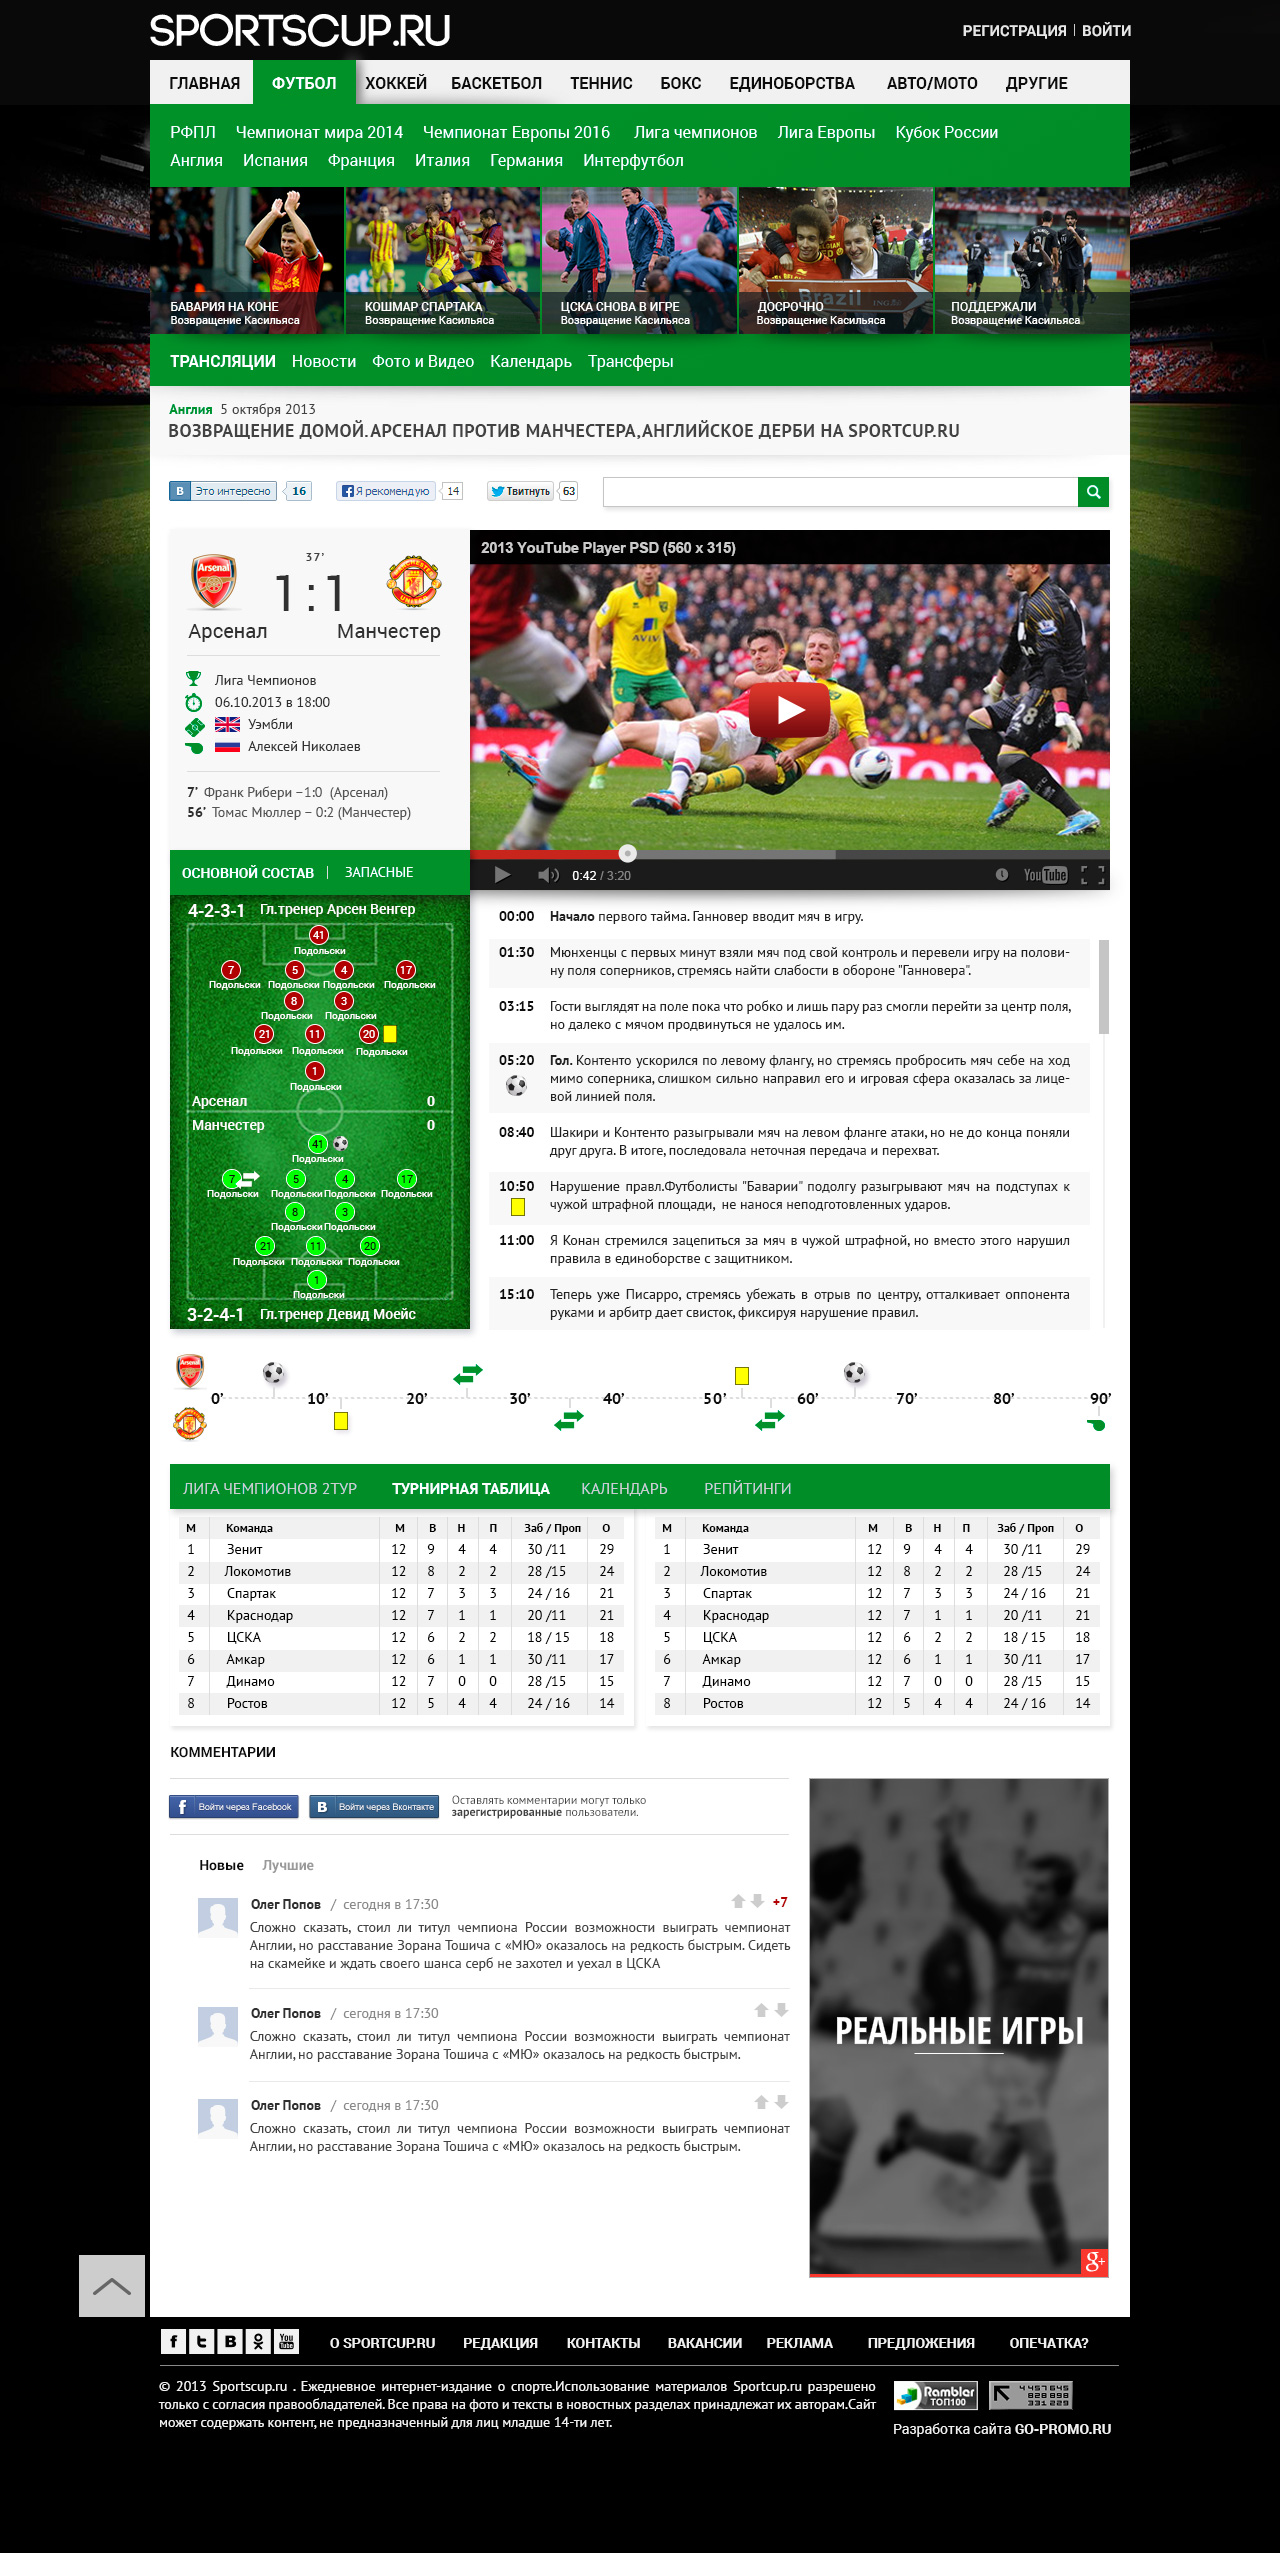 SPORTSCUP.RU
РЕГИСТРАЦИЯ | ВОЙТИ
ГЛАВНАЯ ФУТБОЛ ХОККЕЙ БАСКЕТБОЛ ТЕННИС БОКС ЕДИНОБОРСТВА АВТО/МОТО ДРУГИЕ
РФПЛ Чемпионат мира 2014 Чемпионат Европы 2016 Лига чемпионов Лига Европы Кубок России
Англия Испания Франция Италия Германия Интерфутбол
Brazil
БАВАРИЯ НА КОНЕ КОШМАР СПАРТАКА ЦСКА СНОВА В ИГРЕ ДОСРОЧНО ПОДДЕРЖАЛИ
Возвращение Касильяса Возвращение Касильяса Возвращение Касильяса Возвращение Касильяса Возвращение Касильяса
ТРАНСЛЯЦИИ Новости Фото и Видео Календарь Трансферы
Англия 5 октября 2013
ВОЗВРАЩЕНИЕ ДОМОЙ. АРСЕНАЛ ПРОТИВ МАНЧЕСТЕРА, АНГЛИЙСКОЕ ДЕРБИ НА SPORTCUP.RU
В Это интересно 16 Я рекомендую 14 Твитнуть 63
37’
Arsenal
1:1
Арсенал Манчестер
Лига Чемпионов
06.10.2013 в 18:00
Уэмбли
Алексей Николаев
7’ Франк Рибери –1:0 (Арсенал)
56’ Томас Мюллер – 0:2 (Манчестер)
2013 YouTube Player PSD (560 x 315)
AVIVA
0:42 / 3:20
YouTube
ОСНОВНОЙ СОСТАВ | ЗАПАСНЫЕ
4-2-3-1 Гл.тренер Арсен Венгер
41
Подольски
7 5 4 17
Подольски Подольски Подольски Подольски
8 3
Подольски Подольски
21 11 20
Подольски Подольски Подольски
1
Подольски
Арсенал 0
Манчестер 0
41
Подольски
7 5 4 17
Подольски Подольски Подольски Подольски
8 3
Подольски Подольски
21 11 20
Подольски Подольски Подольски
1
Подольски
3-2-4-1 Гл.тренер Девид Моейс
00:00 Начало первого тайма. Ганновер вводит мяч в игру.
01:30 Мюнхенцы с первых минут взяли мяч под свой контроль и перевели игру на полови-
ну поля соперников, стремясь найти слабости в обороне "Ганновера".
03:15 Гости выглядят на поле пока что робко и лишь пару раз смогли перейти за центр поля,
но далеко с мячом продвинуться не удалось им.
05:20 Гол. Контенто ускорился по левому флангу, но стремясь пробросить мяч себе на ход
мимо соперника, слишком сильно направил его и игровая сфера оказалась за лице-
вой линией поля.
08:40 Шакири и Контенто разыгрывали мяч на левом фланге атаки, но не до конца поняли
друг друга. В итоге, последовала неточная передача и перехват.
10:50 Нарушение правл.Футболисты "Баварии" подолгу разыгрывают мяч на подступах к
чужой штрафной площади, не нанося неподготовленных ударов.
11:00 Я Конан стремился зацепиться за мяч в чужой штрафной, но вместо этого нарушил
правила в единоборстве с защитником.
15:10 Теперь уже Писарро, стремясь убежать в отрыв по центру, отталкивает оппонента
руками и арбитр дает свисток, фиксируя нарушение правил.
Arsenal
0’ 10’ 20’ 30’ 40’ 50’ 60’ 70’ 80’ 90’
ЛИГА ЧЕМПИОНОВ 2ТУР ТУРНИРНАЯ ТАБЛИЦА КАЛЕНДАРЬ РЕПЙТИНГИ
М Команда М В Н П Заб / Проп О М Команда М В Н П Заб / Проп О
1 Зенит 12 9 4 4 30 /11 29 1 Зенит 12 9 4 4 30 /11 29
2 Локомотив 12 8 2 2 28 /15 24 2 Локомотив 12 8 2 2 28 /15 24
3 Спартак 12 7 3 3 24 / 16 21 3 Спартак 12 7 3 3 24 / 16 21
4 Краснодар 12 7 1 1 20 /11 21 4 Краснодар 12 7 1 1 20 /11 21
5 ЦСКА 12 6 2 2 18 / 15 18 5 ЦСКА 12 6 2 2 18 / 15 18
6 Амкар 12 6 1 1 30 /11 17 6 Амкар 12 6 1 1 30 /11 17
7 Динамо 12 7 0 0 28 /15 15 7 Динамо 12 7 0 0 28 /15 15
8 Ростов 12 5 4 4 24 / 16 14 8 Ростов 12 5 4 4 24 / 16 14
КОММЕНТАРИИ
f Войти через Facebook В Войти через Вконтакте
Оставлять комментарии могут только
зарегистрированные пользователи.
Новые Лучшие
Олег Попов / сегодня в 17:30 +7
Сложно сказать, стоил ли титул чемпиона России возможности выиграть чемпионат
Англии, но расставание Зорана Тошича с «МЮ» оказалось на редкость быстрым. Сидеть
на скамейке и ждать своего шанса серб не захотел и уехал в ЦСКА
Олег Попов / сегодня в 17:30
Сложно сказать, стоил ли титул чемпиона России возможности выиграть чемпионат
Англии, но расставание Зорана Тошича с «МЮ» оказалось на редкость быстрым.
Олег Попов / сегодня в 17:30
Сложно сказать, стоил ли титул чемпиона России возможности выиграть чемпионат
Англии, но расставание Зорана Тошича с «МЮ» оказалось на редкость быстрым.
РЕАЛЬНЫЕ ИГРЫ
g+
f t В You Tube
О SPORTCUP.RU РЕДАКЦИЯ КОНТАКТЫ ВАКАНСИИ РЕКЛАМА ПРЕДЛОЖЕНИЯ ОПЕЧАТКА?
© 2013 Sportscup.ru . Ежедневное интернет-издание о спорте.Использование материалов Sportcup.ru разрешено
только с согласия правообладателей. Все права на фото и тексты в новостных разделах принадлежат их авторам.Сайт
может содержать контент, не предназначенный для лиц младше 14-ти лет.
Rambler
ТОП100
4457645
828 898
331 229
Разработка сайта GO-PROMO.RU